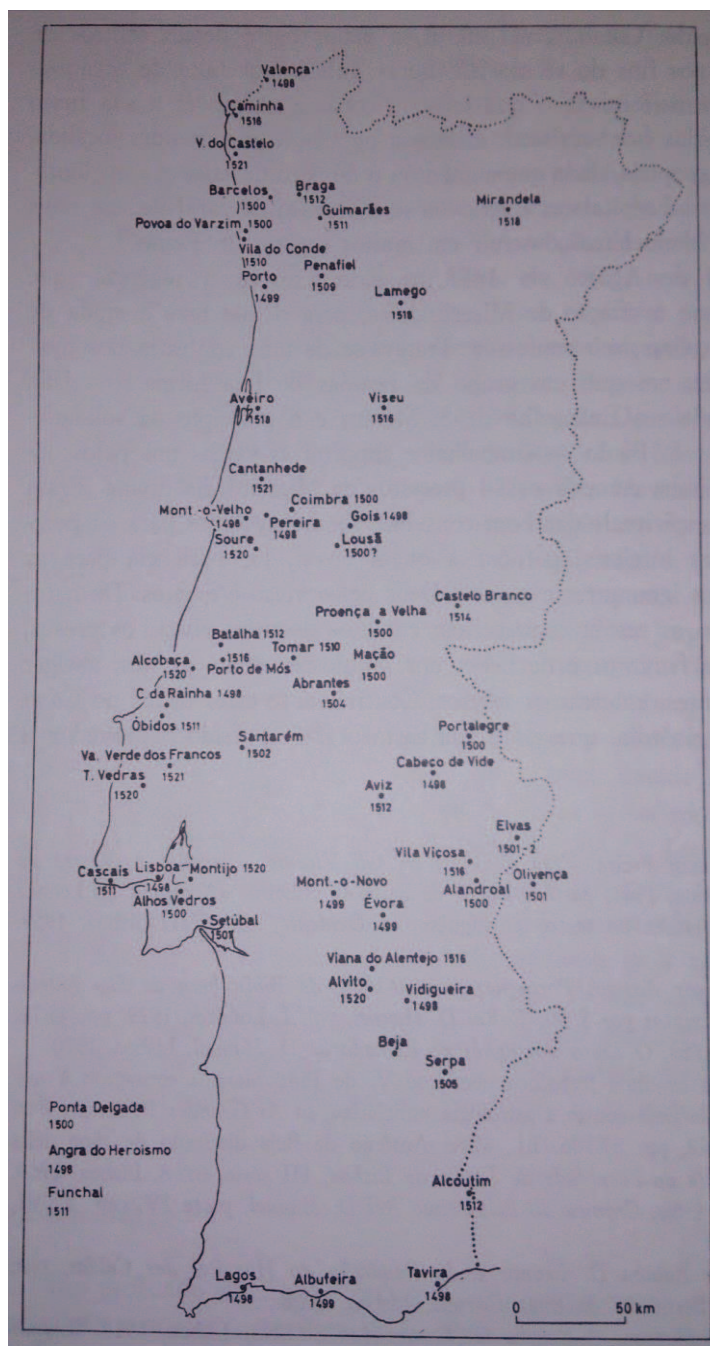 Valença
1498
Caminha
1516
V. do Castelo
1521
Barcelos
1500
Braga
1512
Guimarães
1511
Mirandela
1518
Povoa do Varzim 1500
Vila do Conde
1510
Porto
1499
Penafiel
1509
Lamego
1518
Aveiro
1518
Viseu
1516
Cantanhede
1521
Coimbra 1500
Mont.-o-Velho
1498
Pereira
1498
Gois 1498
Soure
1520
Lousã
1500?
Castelo Branco
1514
Proença a Velha
1500
Batalha 1512
Tomar 1510
Mação
1500
Alcobaça
1520
1516
Porto de Mós
Abrantes
1504
C. da Rainha 1498
Óbidos 1511
Santarém
1502
Portalegre
1500
Va. Verde dos Francos
1521
T. Vedras
1520
Cabeço de Vide
1498
Aviz
1512
Elvas
1501-2
Vila Viçosa
1516
Olivença
1501
Alandroal
1500
Cascais
1511
Lisboa
1498
Montijo 1520
Alhos Vedros
1500
Mont.-o-Novo
1499
Évora
1499
Setúbal
Viana do Alentejo 1516
Alvito
1520
Vidigueira
1498
Beja
Serpa
1505
Ponta Delgada
1500
Angra do Heroismo
1498
Funchal
1511
Alcoutim
1512
Lagos
1498
Albufeira
1499
Tavira
1498
0 50 km